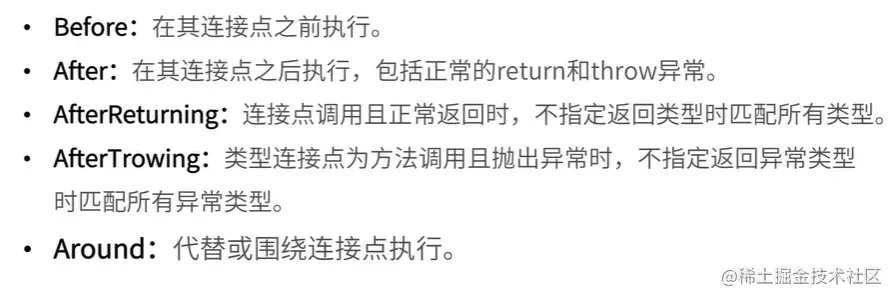 • Before：在其连接点之前执行。
• After：在其连接点之后执行，包括正常的return和throw异常。
• AfterReturning：连接点调用且正常返回时，不指定返回类型时匹配所有类型。
• AfterTrowing：类型连接点为方法调用且抛出异常时，不指定返回异常类型
时匹配所有异常类型。
• Around：代替或围绕连接点执行。
@稀土掘金技术社区